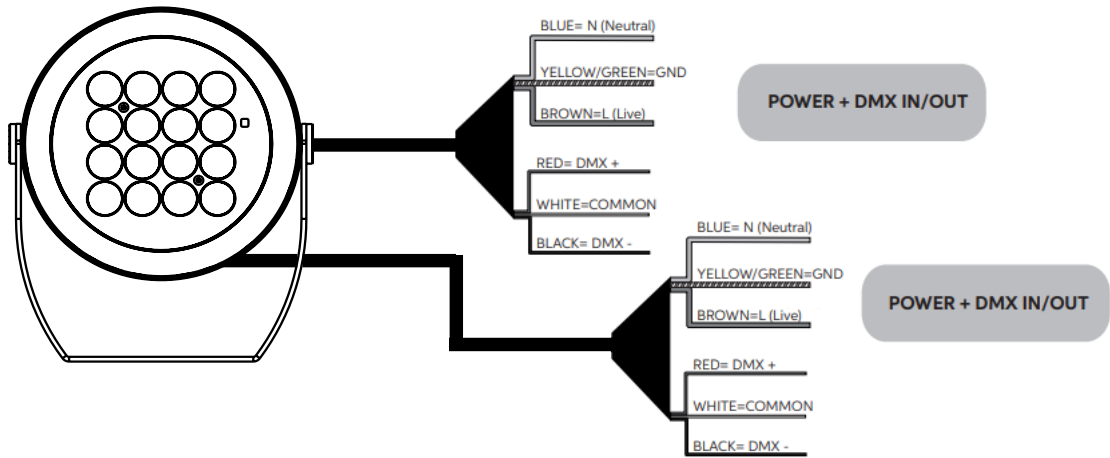 BLUE= N (Neutral)
YELLOW/GREEN=GND
BROWN=L (Live)
POWER + DMX IN/OUT
RED= DMX +
WHITE=COMMON
BLACK= DMX -
BLUE= N (Neutral)
YELLOW/GREEN=GND
BROWN=L (Live)
POWER + DMX IN/OUT
RED= DMX +
WHITE=COMMON
BLACK= DMX -